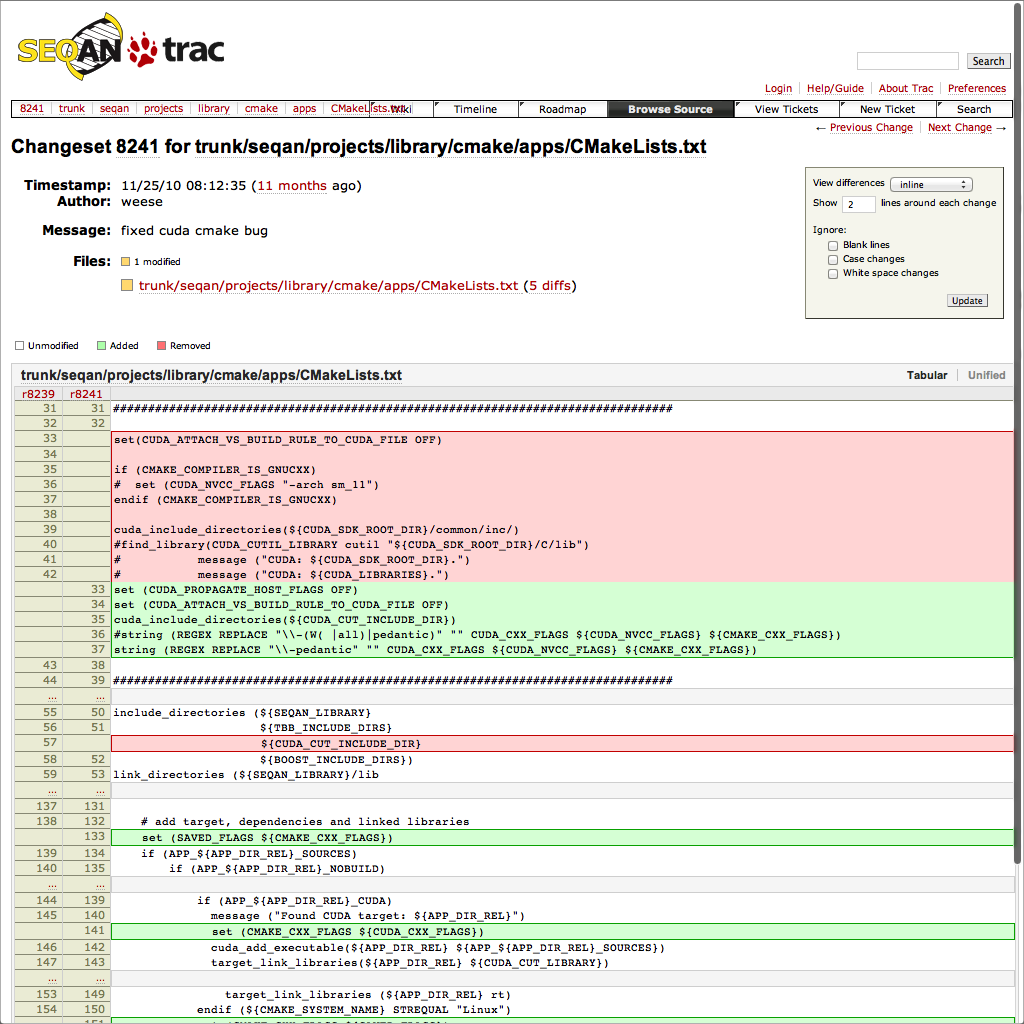 SEQAN trac
Search
Login Help/Guide About Trac Preferences
8241 trunk seqan projects library cmake apps CMakeLists.txt Wiki Timeline Roadmap Browse Source View Tickets New Ticket Search
← Previous Change Next Change →
Changeset 8241 for trunk/seqan/projects/library/cmake/apps/CMakeLists.txt
Timestamp: 11/25/10 08:12:35 (11 months ago)
Author: weese
Message: fixed cuda cmake bug
Files: 1 modified
trunk/seqan/projects/library/cmake/apps/CMakeLists.txt (5 diffs)
View differences inline
Show 2 lines around each change
Ignore:
Blank lines
Case changes
White space changes
Update
Unmodified Added Removed
trunk/seqan/projects/library/cmake/apps/CMakeLists.txt Tabular Unified
r8239 r8241
31 31 ################################################################################
32 32
33 set(CUDA_ATTACH_VS_BUILD_RULE_TO_CUDA_FILE OFF)
34
35 if (CMAKE_COMPILER_IS_GNUCXX)
36 #  set (CUDA_NVCC_FLAGS "-arch sm_11")
37 endif (CMAKE_COMPILER_IS_GNUCXX)
38
39 cuda_include_directories(${CUDA_SDK_ROOT_DIR}/common/inc/)
40 #find_library(CUDA_CUTIL_LIBRARY cutil "${CUDA_SDK_ROOT_DIR}/C/lib")
41 #           message ("CUDA: ${CUDA_SDK_ROOT_DIR}.")
42 #           message ("CUDA: ${CUDA_LIBRARIES}.")
33 set (CUDA_PROPAGATE_HOST_FLAGS OFF)
34 set (CUDA_ATTACH_VS_BUILD_RULE_TO_CUDA_FILE OFF)
35 cuda_include_directories(${CUDA_CUT_INCLUDE_DIR})
36 #string (REGEX REPLACE "\\-(W( |all)|pedantic)" "" CUDA_CXX_FLAGS ${CUDA_NVCC_FLAGS} ${CMAKE_CXX_FLAGS})
37 string (REGEX REPLACE "\\-pedantic" "" CUDA_CXX_FLAGS ${CUDA_NVCC_FLAGS} ${CMAKE_CXX_FLAGS})
43 38
44 39 ################################################################################
… …
55 50 include_directories (${SEQAN_LIBRARY}
56 51 ${TBB_INCLUDE_DIRS}
57 ${CUDA_CUT_INCLUDE_DIR}
58 52 ${BOOST_INCLUDE_DIRS})
59 53 link_directories (${SEQAN_LIBRARY}/lib
… …
137 131
138 132 # add target, dependencies and linked libraries
133 set (SAVED_FLAGS ${CMAKE_CXX_FLAGS})
139 134 if (APP_${APP_DIR_REL}_SOURCES)
140 135 if (APP_${APP_DIR_REL}_NOBUILD)
… …
144 139 if (APP_${APP_DIR_REL}_CUDA)
145 140 message ("Found CUDA target: ${APP_DIR_REL}")
141 set (CMAKE_CXX_FLAGS ${CUDA_CXX_FLAGS})
146 142 cuda_add_executable(${APP_DIR_REL} ${APP_${APP_DIR_REL}_SOURCES})
147 143 target_link_libraries(${APP_DIR_REL} ${CUDA_CUT_LIBRARY})
… …
153 149 target_link_libraries (${APP_DIR_REL} rt)
154 150 endif (${CMAKE_SYSTEM_NAME} STREQUAL "Linux")